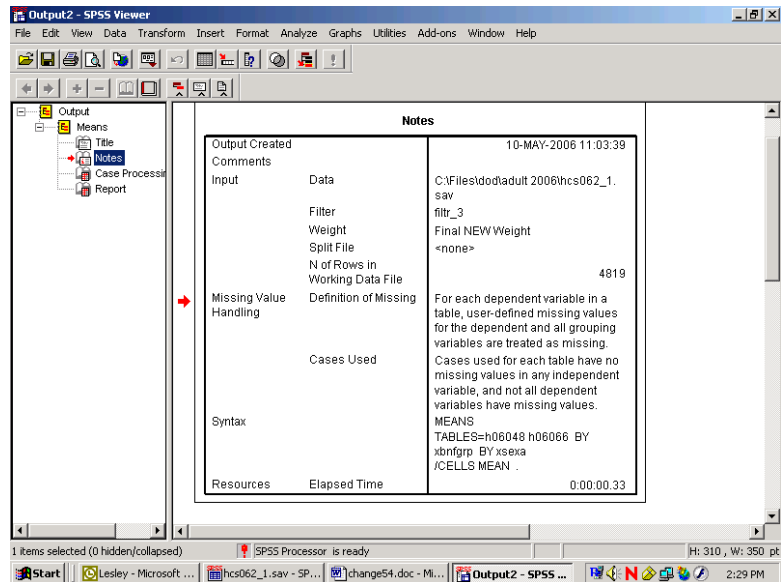 Output2 - SPSS Viewer
File Edit View Data Transform Insert Format Analyze Graphs Utilities Add-ons Window Help
Output
Means
Title
Notes
Case Processin
Report
Notes
Output Created 10-MAY-2006 11:03:39
Comments
Input Data C:\Files\dod\adult 2006\hcs062_1.
sav
Filter filtr_3
Weight Final NEW Weight
Split File <none>
N of Rows in
Working Data File 4819
Missing Value Definition of Missing For each dependent variable in a
Handling table, user-defined missing values
for the dependent and all grouping
variables are treated as missing.
Cases Used Cases used for each table have no
missing values in any independent
variable, and not all dependent
variables have missing values.
Syntax MEANS
TABLES=h06048 h06066 BY
xbnfgrp BY xsexa
/CELLS MEAN .
Resources Elapsed Time 0:00:00.33
1 items selected (0 hidden/collapsed) SPSS Processor is ready H: 310 , W: 350 pt
Start Lesley - Microsoft ... hcs062_1.sav - SP... change54.doc - Mi... Output2 - SPSS ... 2:29 PM